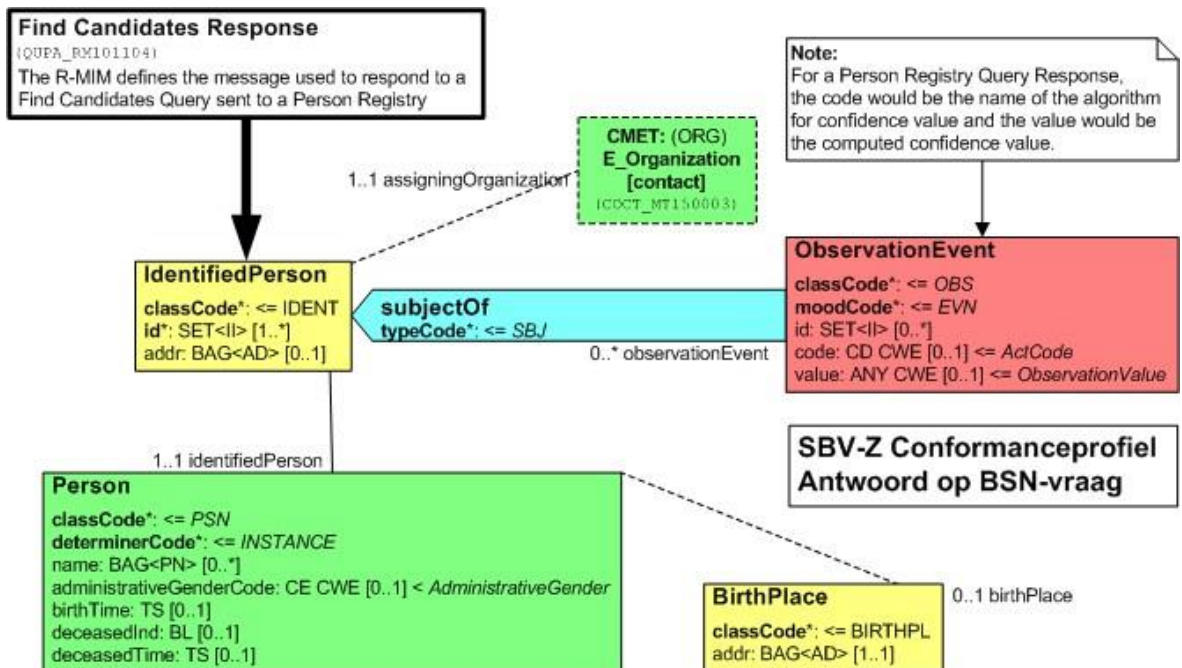 Find Candidates Response
(QUPA_RM101104)
The R-MIM defines the message used to respond to a
Find Candidates Query sent to a Person Registry
Note:
For a Person Registry Query Response,
the code would be the name of the algorithm
for confidence value and the value would be
the computed confidence value.
CMET: (ORG)
E_Organization
[contact]
(COCT_MT150003)
1..1 assigningOrganization
IdentifiedPerson
classCode*: <= IDENT
id*: SET<II> [1..*]
addr: BAG<AD> [0..1]
subjectOf
typeCode*: <= SBJ
0..* observationEvent
ObservationEvent
classCode*: <= OBS
moodCode*: <= EVN
id: SET<II> [0..*]
code: CD CWE [0..1] <= ActCode
value: ANY CWE [0..1] <= ObservationValue
SBV-Z Conformanceprofiel
Antwoord op BSN-vraag
1..1 identifiedPerson
Person
classCode*: <= PSN
determinerCode*: <= INSTANCE
name: BAG<PN> [0..*]
administrativeGenderCode: CE CWE [0..1] < AdministrativeGender
birthTime: TS [0..1]
deceasedInd: BL [0..1]
deceasedTime: TS [0..1]
0..1 birthPlace
BirthPlace
classCode*: <= BIRTHPL
addr: BAG<AD> [1..1]